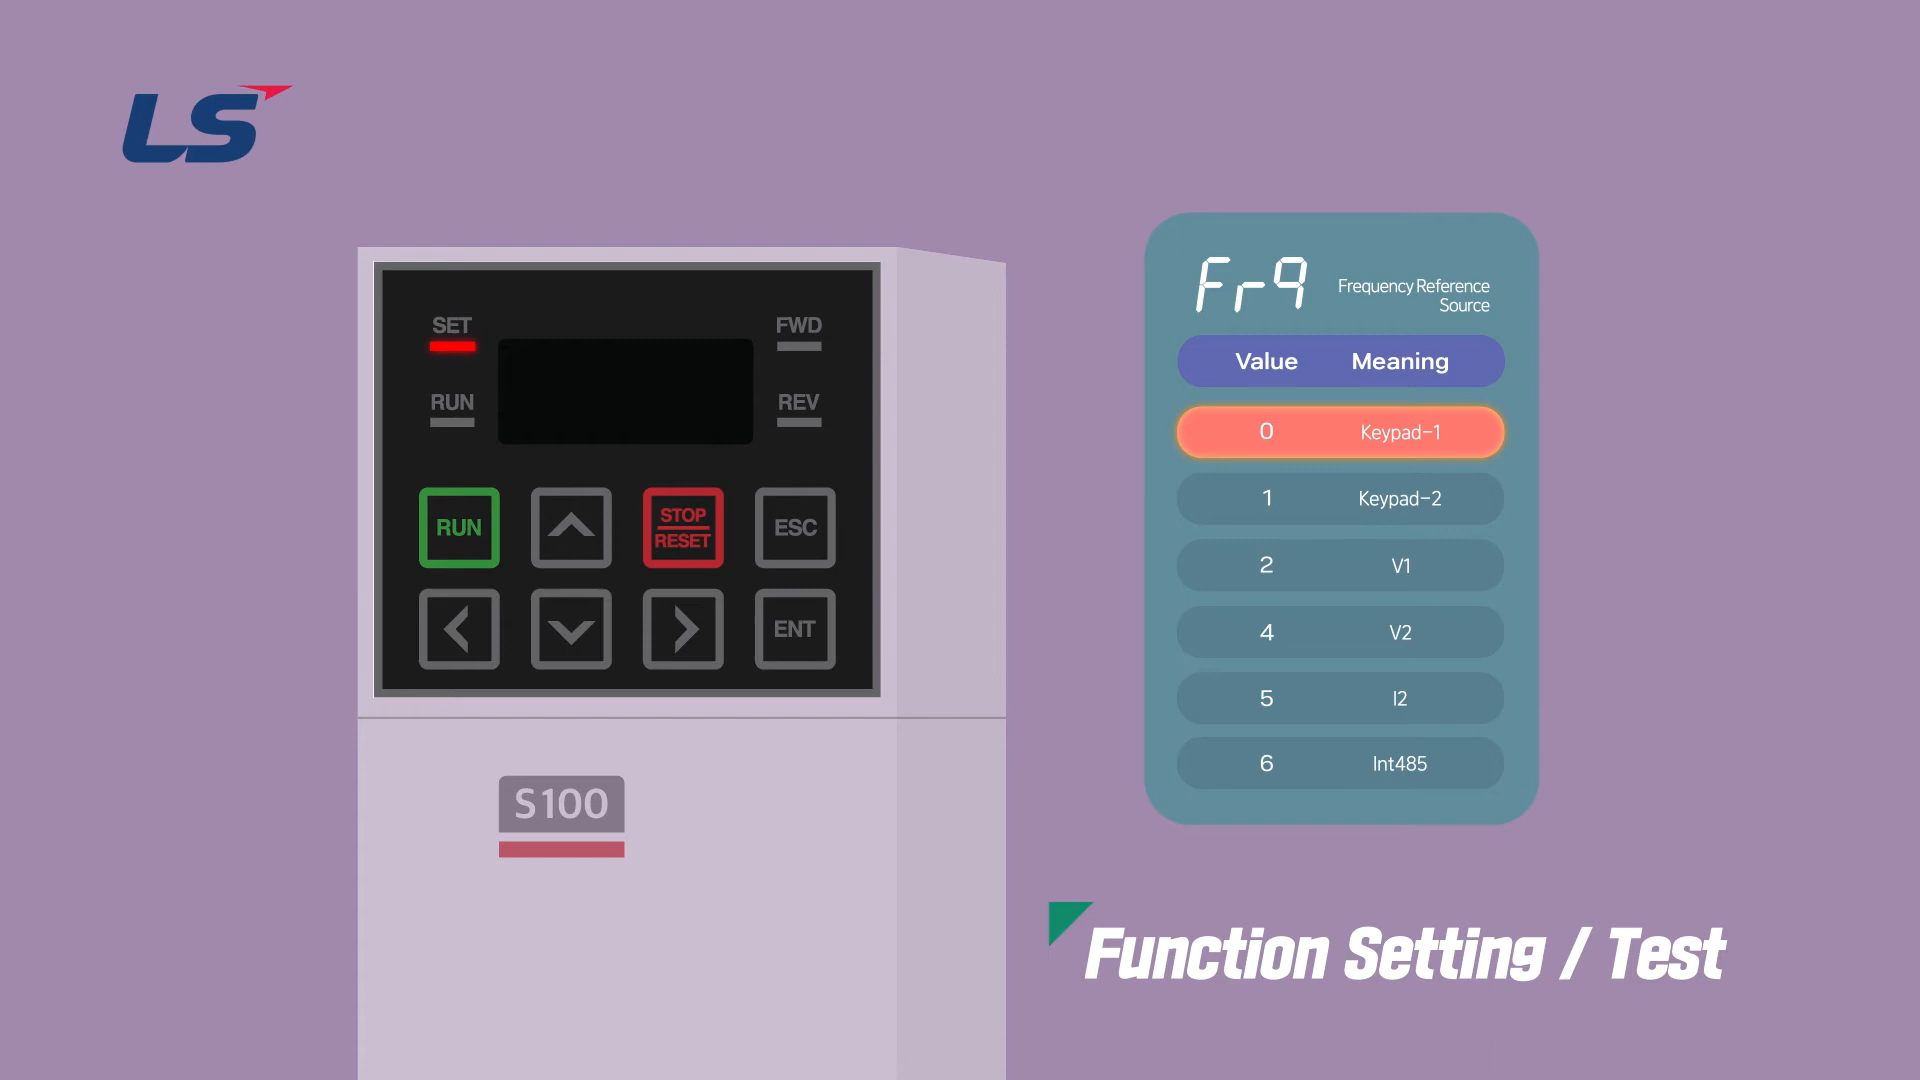 LS
SET
FWD
RUN
REV
RUN
STOP
RESET
ESC
ENT
S100
Frq
Frequency Reference
Source
Value Meaning
0 Keypad-1
1 Keypad-2
2 V1
4 V2
5 I2
6 Int485
Function Setting / Test